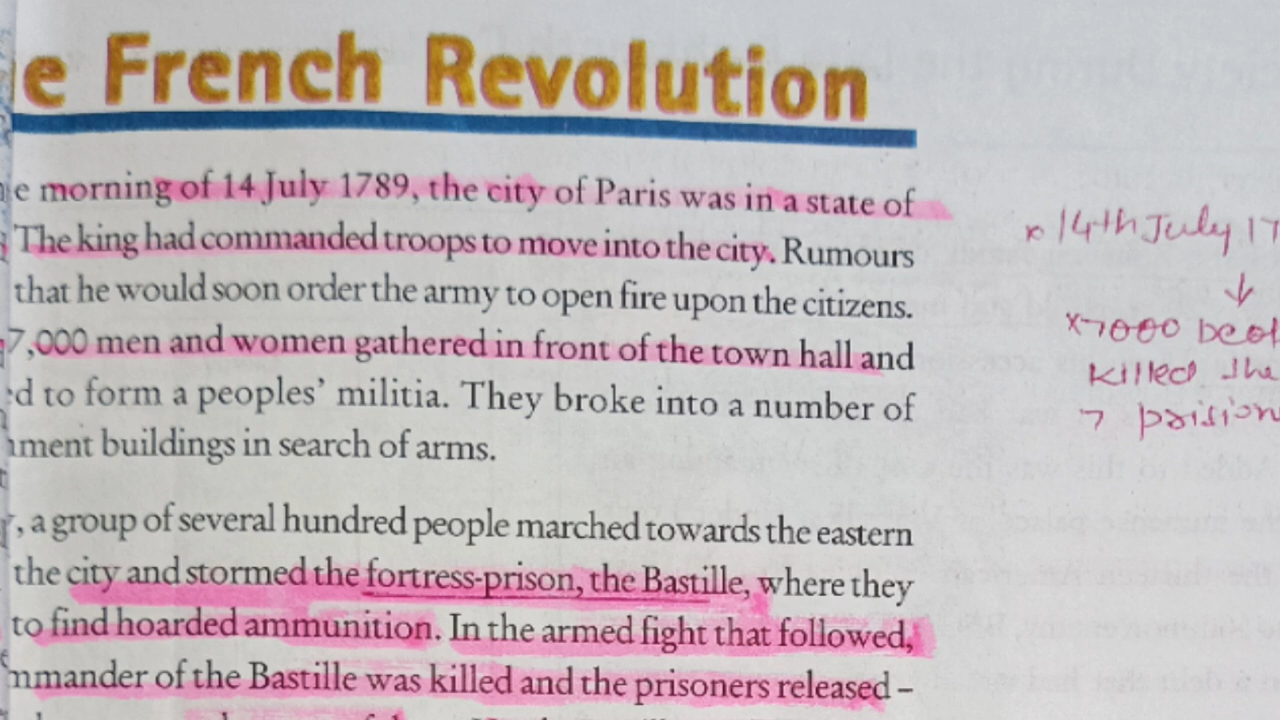 e French Revolution
e morning of 14 July 1789, the city of Paris was in a state of
The king had commanded troops to move into the city. Rumours
that he would soon order the army to open fire upon the citizens.
7,000 men and women gathered in front of the town hall and
ed to form a peoples' militia. They broke into a number of
nment buildings in search of arms.
, a group of several hundred people marched towards the eastern
the city and stormed the fortress-prison, the Bastille, where they
to find hoarded ammunition. In the armed fight that followed,
mmander of the Bastille was killed and the prisoners released –
14th July 17
↓
x 7000
killed the
7 prision